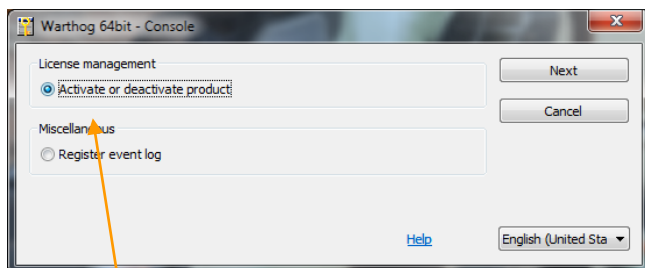 Warthog 64bit - Console
License management
Activate or deactivate product
Next
Cancel
Miscellaneous
Register event log
Help
English (United Sta